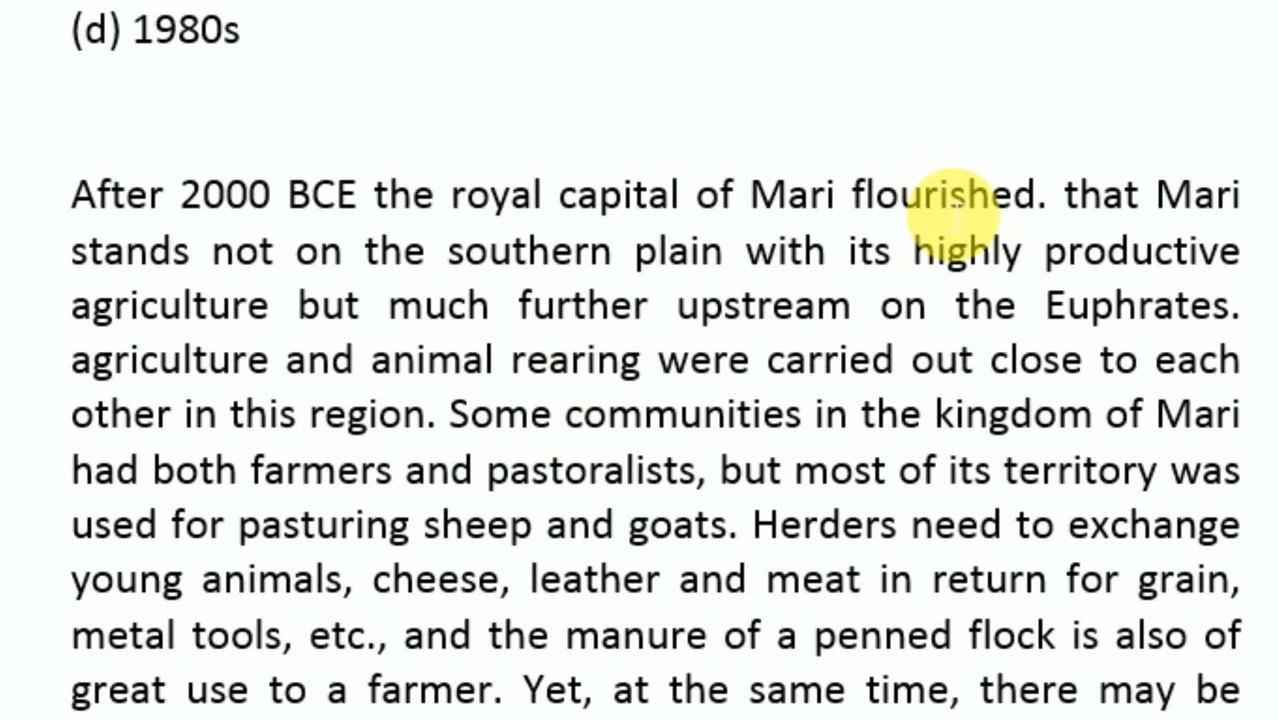 (d) 1980s
After 2000 BCE the royal capital of Mari flourished. that Mari
stands not on the southern plain with its highly productive
agriculture but much further upstream on the Euphrates.
agriculture and animal rearing were carried out close to each
other in this region. Some communities in the kingdom of Mari
had both farmers and pastoralists, but most of its territory was
used for pasturing sheep and goats. Herders need to exchange
young animals, cheese, leather and meat in return for grain,
metal tools, etc., and the manure of a penned flock is also of
great use to a farmer. Yet, at the same time, there may be